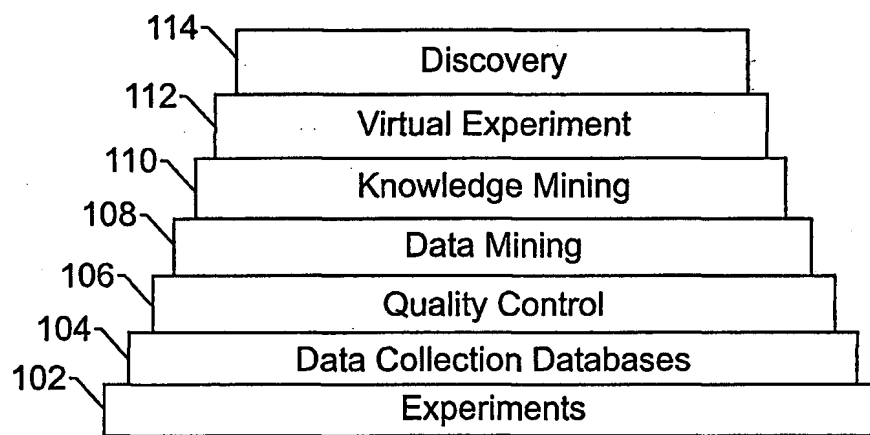 114 Discovery
112 Virtual Experiment
110 Knowledge Mining
108 Data Mining
106 Quality Control
104 Data Collection Databases
102 Experiments